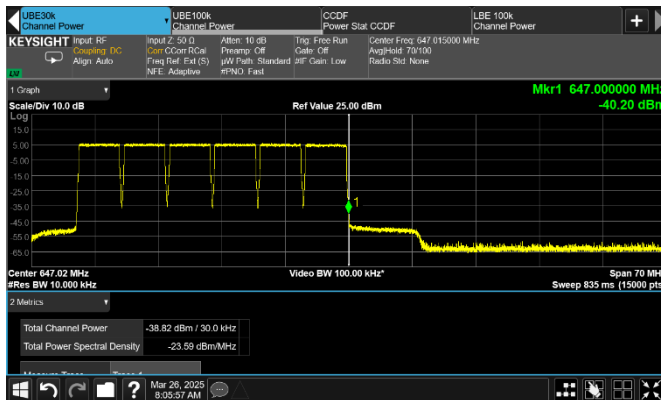 UBE30k
Channel Power
UBE100k
Channel Power
CCDF
Power Stat CCDF
LBE 100k
Channel Power
KEYSIGHT
Input: RF
Coupling: DC
Align: Auto
Input Z: 50 Ω
Corr CCorr RCal
Freq Ref: Ext (S)
NFE: Adaptive
Atten: 10 dB
Preamp: Off
µW Path: Standard
#PNO: Fast
Trig: Free Run
Gate: Off
#IF Gain: Low
Center Freq: 647.015000 MHz
Avg|Hold: 70/100
Radio Std: None
1 Graph
Mkr1 647.000000 MHz
Scale/Div 10.0 dB
Ref Value 25.00 dBm
-40.20 dBm
Log
15.0
5.00
-5.00
-15.0
-25.0
-35.0
-45.0
-55.0
-65.0
1
Center 647.02 MHz
Video BW 100.00 kHz*
Span 70 MH
#Res BW 10.000 kHz
Sweep 835 ms (15000 pts
2 Metrics
Total Channel Power
-38.82 dBm / 30.0 kHz
Total Power Spectral Density
-23.59 dBm/MHz
Mar 26, 2025
8:05:57 AM